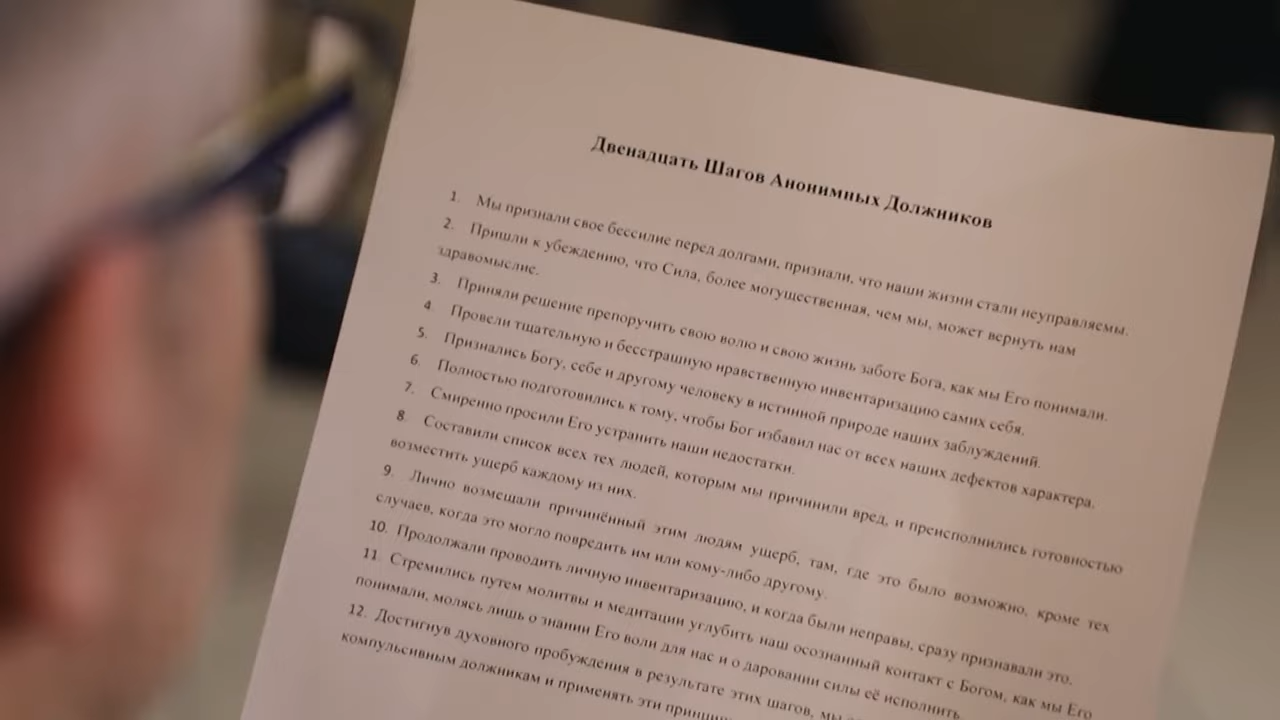 Двенадцать Шагов Анонимных Должников
1. Мы признали свое бессилие перед долгами, признали, что наши жизни стали неуправляемы.
2. Пришли к убеждению, что Сила, более могущественная, чем мы, может вернуть нам
здравомыслие.
3. Приняли решение препоручить свою волю и свою жизнь заботе Бога, как мы Его понимали.
4. Провели тщательную и бесстрашную нравственную инвентаризацию самих себя.
5. Признались Богу, себе и другому человеку в истинной природе наших заблуждений.
6. Полностью подготовились к тому, чтобы Бог избавил нас от всех наших дефектов характера.
7. Смиренно просили Его устранить наши недостатки.
8. Составили список всех тех людей, которым мы причинили вред, и преисполнились готовностью
возместить ущерб каждому из них.
9. Лично возмещали причинённый этим людям ущерб, там, где это было возможно, кроме тех
случаев, когда это могло повредить им или кому-либо другому.
10. Продолжали проводить личную инвентаризацию, и когда были неправы, сразу признавали это.
11. Стремились путем молитвы и медитации углубить наш осознанный контакт с Богом, как мы Его
понимали, молясь лишь о знании Его воли для нас и о даровании силы её исполнить
12. Достигнув духовного пробуждения в результате этих шагов, мы
компульсивным должникам и применять эти